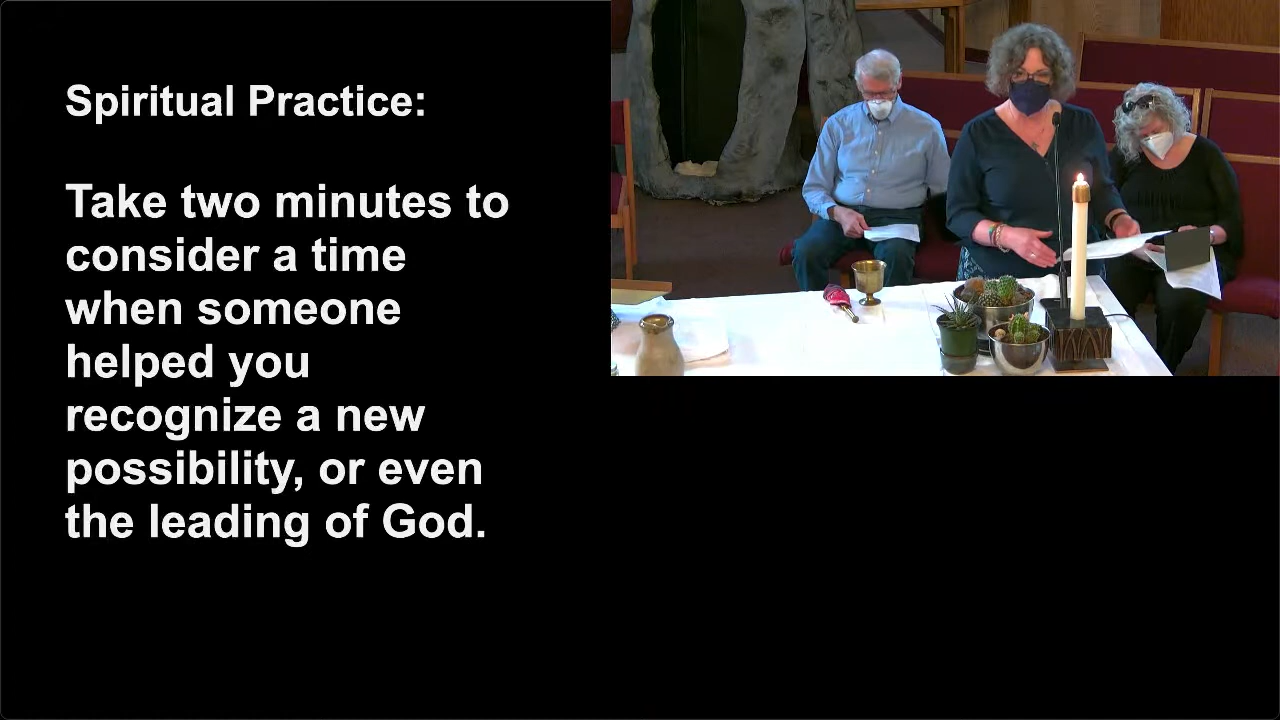 Spiritual Practice:
Take two minutes to
consider a time
when someone
helped you
recognize a new
possibility, or even
the leading of God.